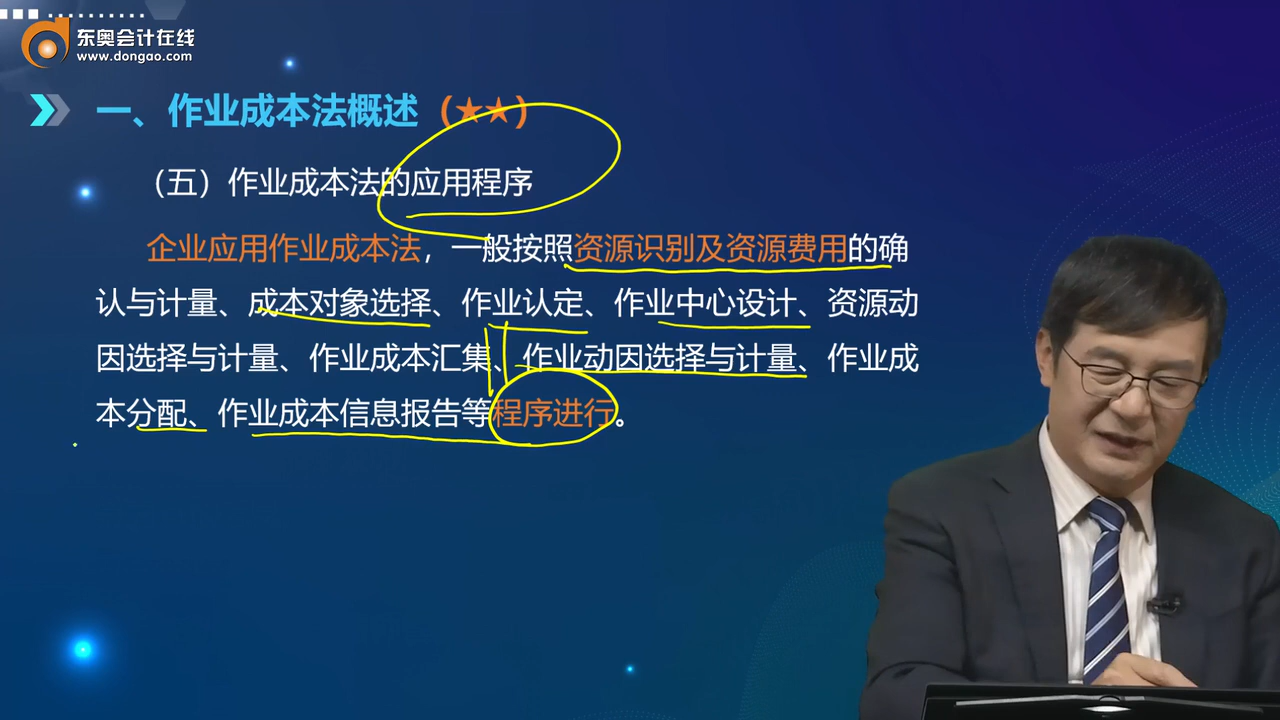 东奥会计在线
www.dongao.com
一、作业成本法概述（★★）
（五）作业成本法的应用程序
企业应用作业成本法，一般按照资源识别及资源费用的确
认与计量、成本对象选择、作业认定、作业中心设计、资源动
因选择与计量、作业成本汇集、作业动因选择与计量、作业成
本分配、作业成本信息报告等程序进行。